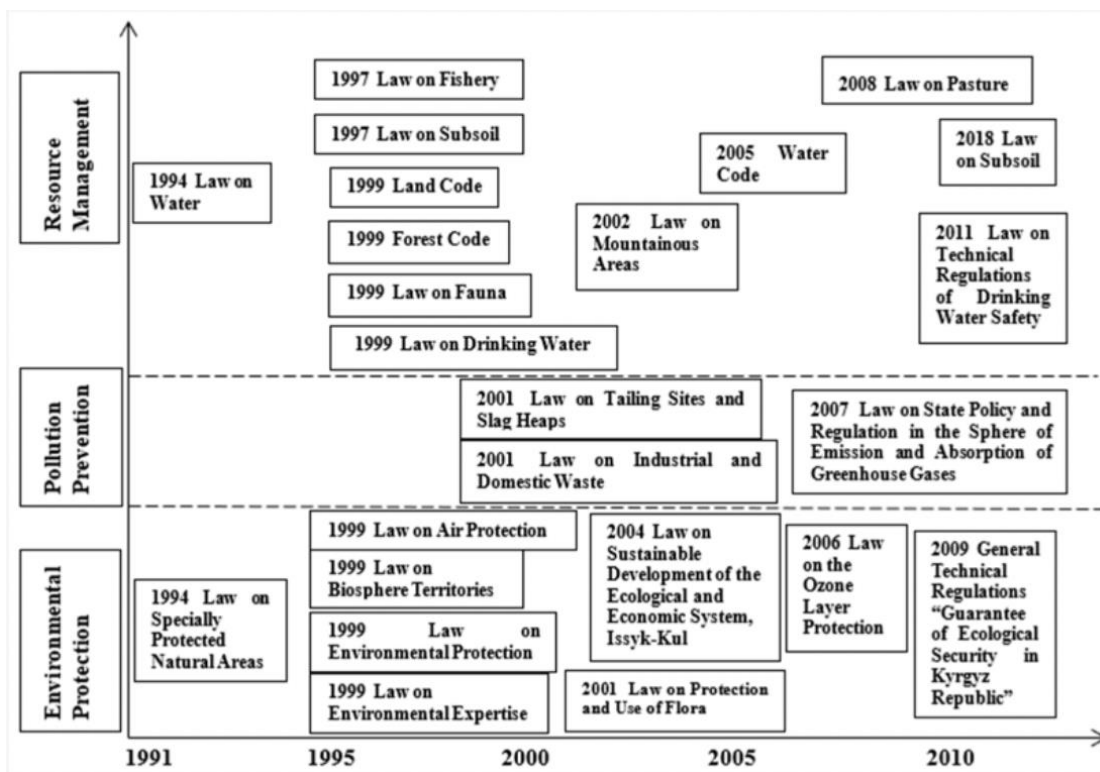 Resource
Management
1994 Law on
Water
1997 Law on Fishery
1997 Law on Subsoil
1999 Land Code
1999 Forest Code
1999 Law on Fauna
1999 Law on Drinking Water
2002 Law on
Mountainous
Areas
2005 Water
Code
2008 Law on Pasture
2018 Law
on Subsoil
2011 Law on
Technical
Regulations
of Drinking
Water Safety
Pollution
Prevention
2001 Law on Tailing Sites and
Slag Heaps
2001 Law on Industrial and
Domestic Waste
2007 Law on State Policy and
Regulation in the Sphere of
Emission and Absorption of
Greenhouse Gases
Environmental
Protection
1994 Law on
Specially
Protected
Natural Areas
1999 Law on Air Protection
1999 Law on
Biosphere Territories
1999 Law on
Environmental Protection
1999 Law on
Environmental Expertise
2004 Law on
Sustainable
Development of the
Ecological and
Economic System,
Issyk-Kul
2001 Law on Protection
and Use of Flora
2006 Law
on the
Ozone
Layer
Protection
2009 General
Technical
Regulations
“Guarantee
of Ecological
Security in
Kyrgyz
Republic”
1991
1995
2000
2005
2010